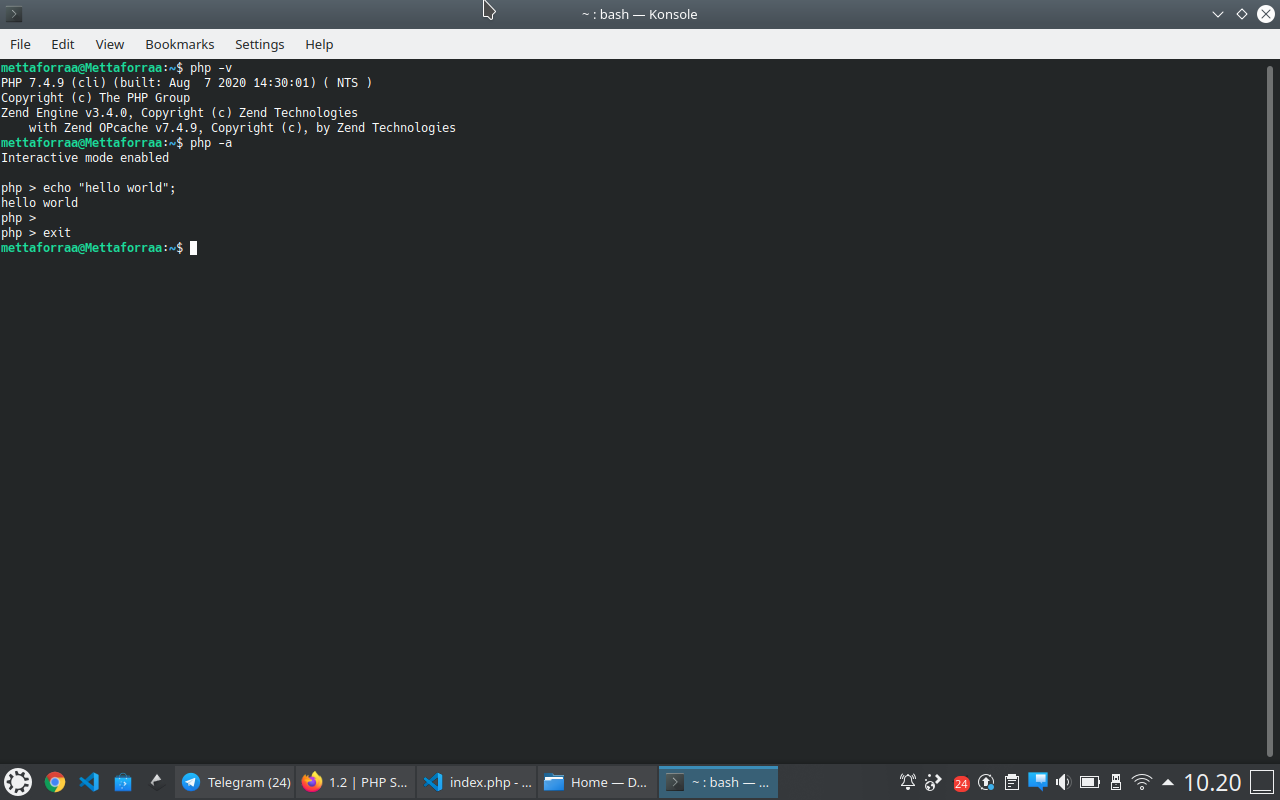 ~ : bash — Konsole
File Edit View Bookmarks Settings Help
mettaforraa@Mettaforraa:~$ php -v
PHP 7.4.9 (cli) (built: Aug  7 2020 14:30:01) ( NTS )
Copyright (c) The PHP Group
Zend Engine v3.4.0, Copyright (c) Zend Technologies
    with Zend OPcache v7.4.9, Copyright (c), by Zend Technologies
mettaforraa@Mettaforraa:~$ php -a
Interactive mode enabled
php > echo "hello world";
hello world
php >
php > exit
mettaforraa@Mettaforraa:~$
Telegram (24) 1.2 | PHP S... index.php - ... Home — D... ~ : bash — ... 24 10.20